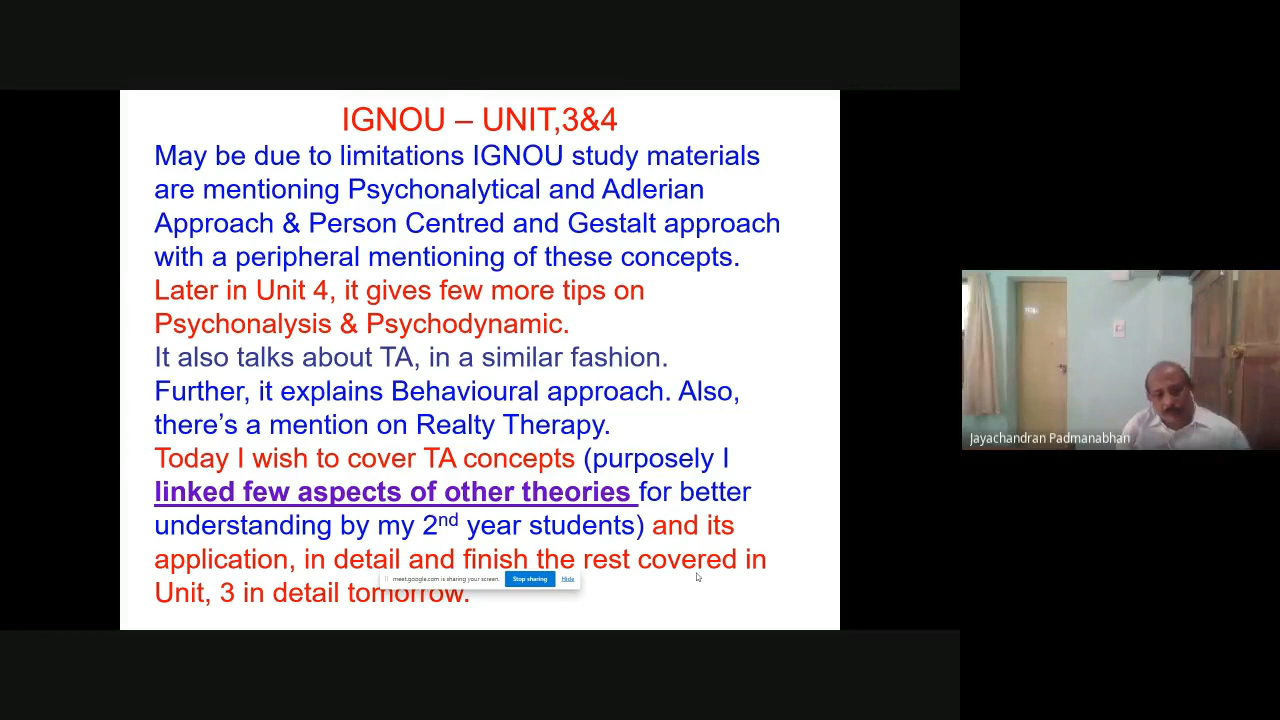 IGNOU – UNIT,3&4
May be due to limitations IGNOU study materials
are mentioning Psychonalytical and Adlerian
Approach & Person Centred and Gestalt approach
with a peripheral mentioning of these concepts.
Later in Unit 4, it gives few more tips on
Psychonalysis & Psychodynamic.
It also talks about TA, in a similar fashion.
Further, it explains Behavioural approach. Also,
there’s a mention on Realty Therapy.
Today I wish to cover TA concepts (purposely I
linked few aspects of other theories for better
understanding by my 2nd year students) and its
application, in detail and finish the rest covered in
Unit, 3 in detail tomorrow.
meet.google.com is sharing your screen. Stop sharing Hide
Jayachandran Padmanabhan